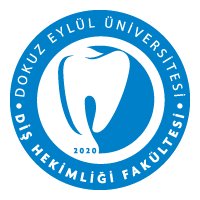 DOKUZ EYLÜL ÜNİVERSİTESİ
2020
DİŞ HEKİMLİĞİ FAKÜLTESİ